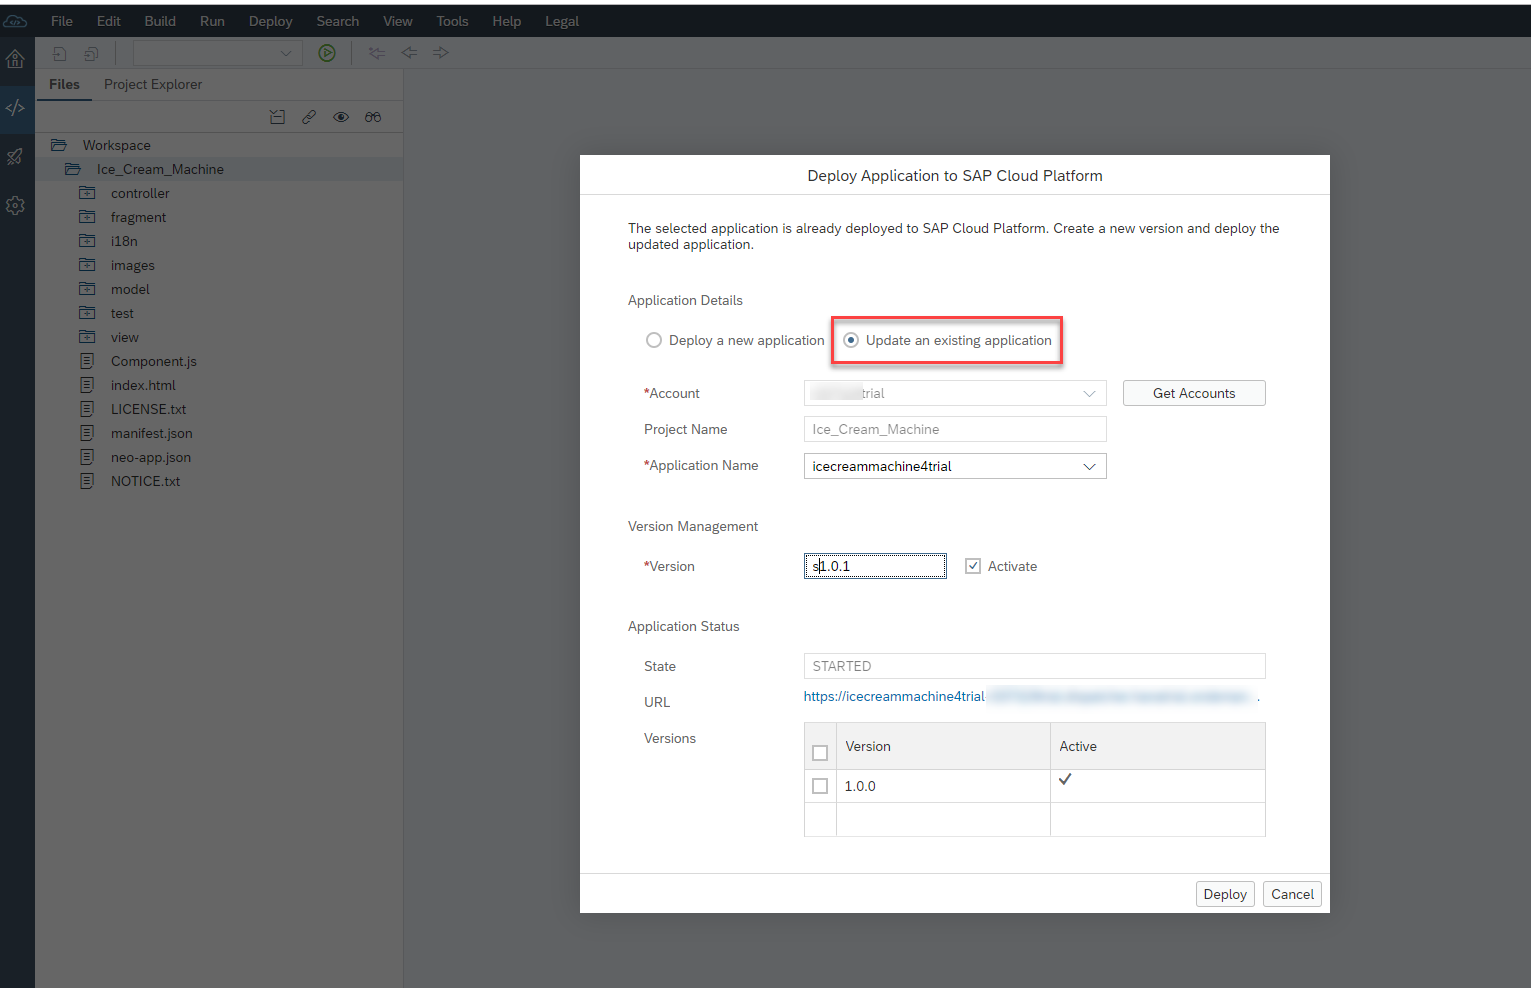 File Edit Build Run Deploy Search View Tools Help Legal
Files Project Explorer
Workspace
Ice_Cream_Machine
controller
fragment
i18n
images
model
test
view
Component.js
index.html
LICENSE.txt
manifest.json
neo-app.json
NOTICE.txt
Deploy Application to SAP Cloud Platform
The selected application is already deployed to SAP Cloud Platform. Create a new version and deploy the
updated application.
Application Details
Deploy a new application Update an existing application
*Account trial Get Accounts
Project Name Ice_Cream_Machine
*Application Name icecreammachine4trial
Version Management
*Version s1.0.1 Activate
Application Status
State STARTED
URL https://icecreammachine4trial
Versions
Version Active
1.0.0
Deploy Cancel